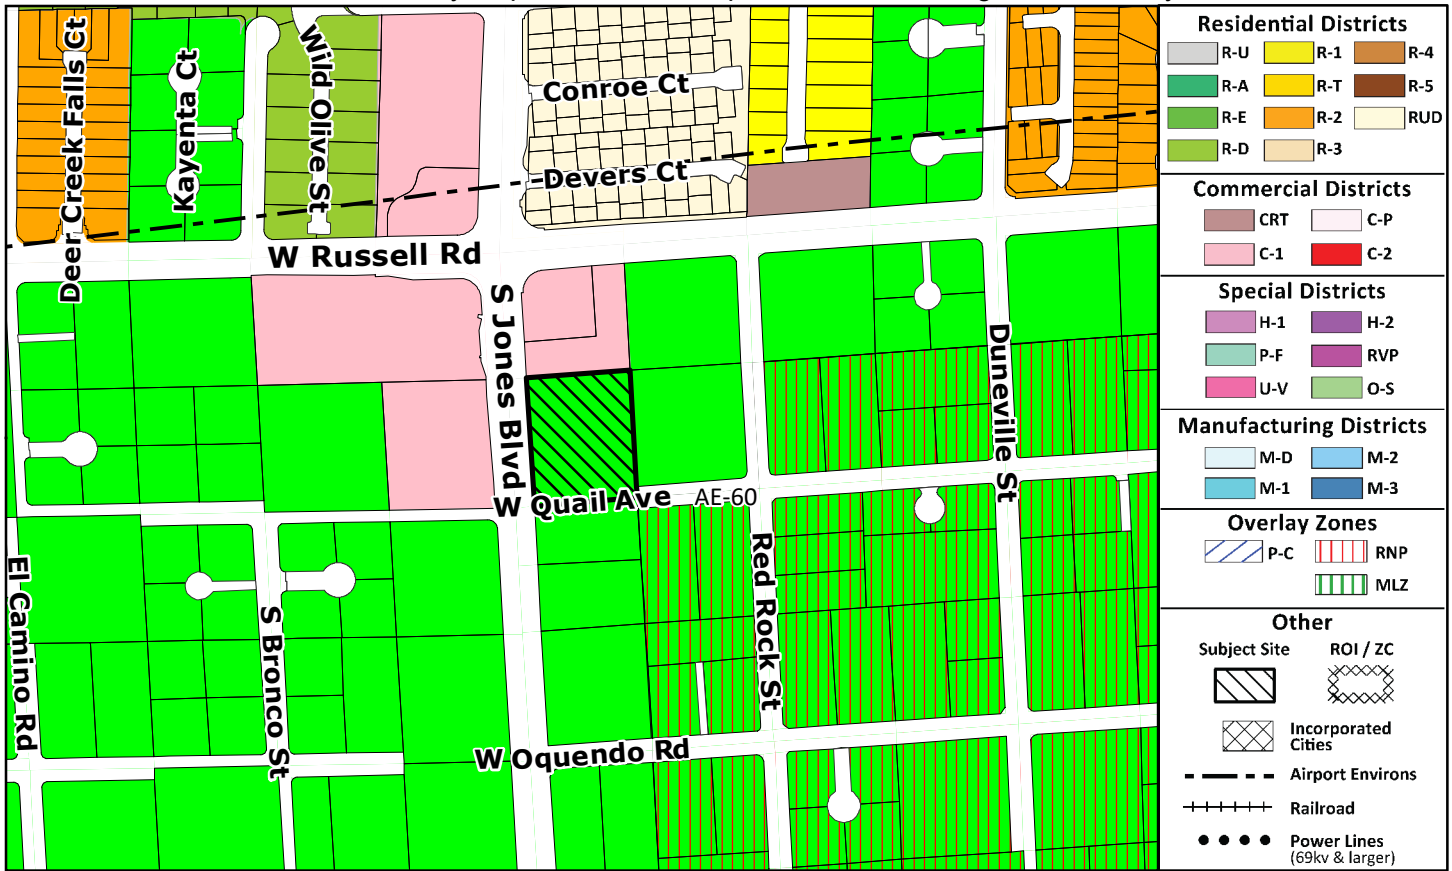 Deer Creek Falls Ct
Kayenta Ct
Wild Olive St
Conroe Ct
Devers Ct
W Russell Rd
S Jones Blvd
Duneville St
W Quail Ave
AE-60
El Camino Rd
S Bronco St
Red Rock St
W Oquendo Rd
Residential Districts
R-U R-1 R-4
R-A R-T R-5
R-E R-2 RUD
R-D R-3
Commercial Districts
CRT C-P
C-1 C-2
Special Districts
H-1 H-2
P-F RVP
U-V O-S
Manufacturing Districts
M-D M-2
M-1 M-3
Overlay Zones
P-C RNP
MLZ
Other
Subject Site ROI / ZC
Incorporated
Cities
Airport Environs
Railroad
Power Lines
(69kv & larger)